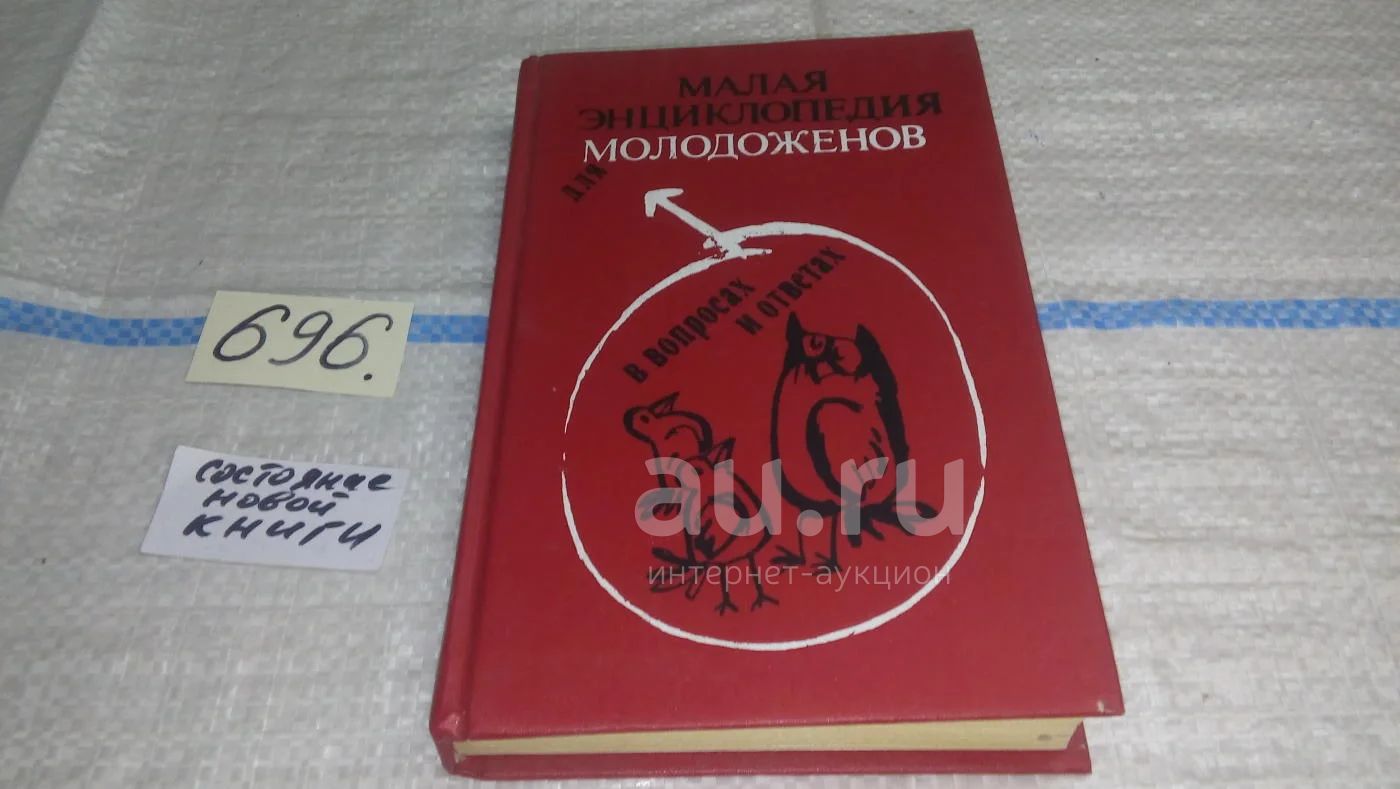 МАЛАЯ
ЭНЦИКЛОПЕДИЯ
для
МОЛОДОЖЕНОВ
в вопросах
и ответах
696.
состояние
новой
книги
au.ru
интернет-аукцион